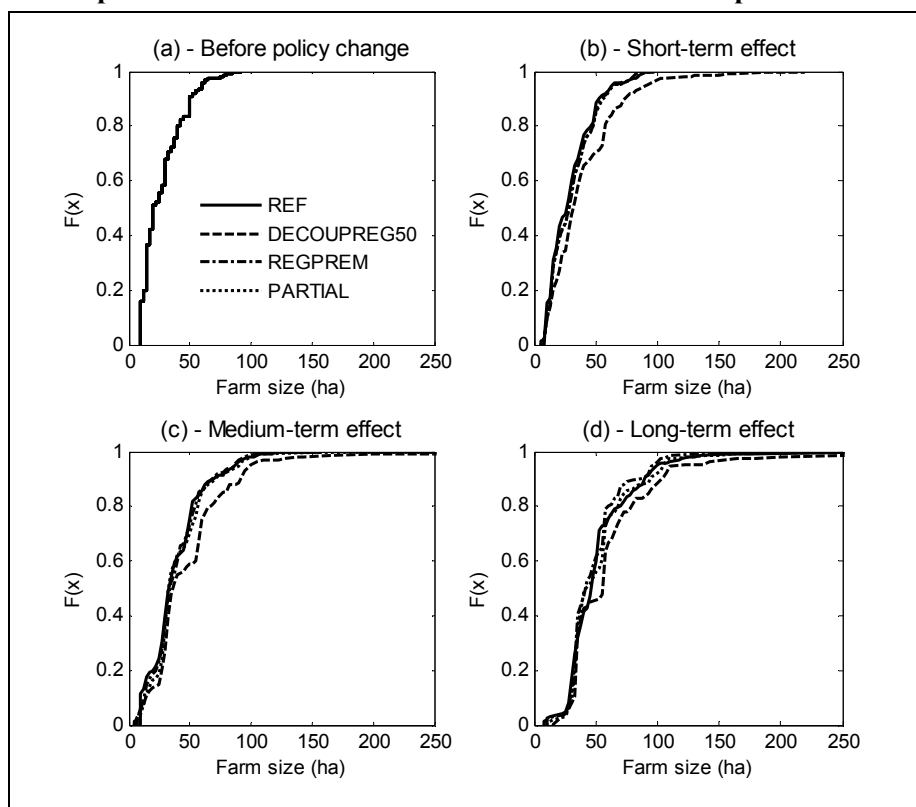 (a) - Before policy change
1
0.8
0.6
0.4
0.2
0
F(x)
REF
DECOUPREG50
REGPREM
PARTIAL
0 50 100 150 200 250
Farm size (ha)
(b) - Short-term effect
1
0.8
0.6
0.4
0.2
0
F(x)
0 50 100 150 200 250
Farm size (ha)
(c) - Medium-term effect
1
0.8
0.6
0.4
0.2
0
F(x)
0 50 100 150 200 250
Farm size (ha)
(d) - Long-term effect
1
0.8
0.6
0.4
0.2
0
F(x)
0 50 100 150 200 250
Farm size (ha)